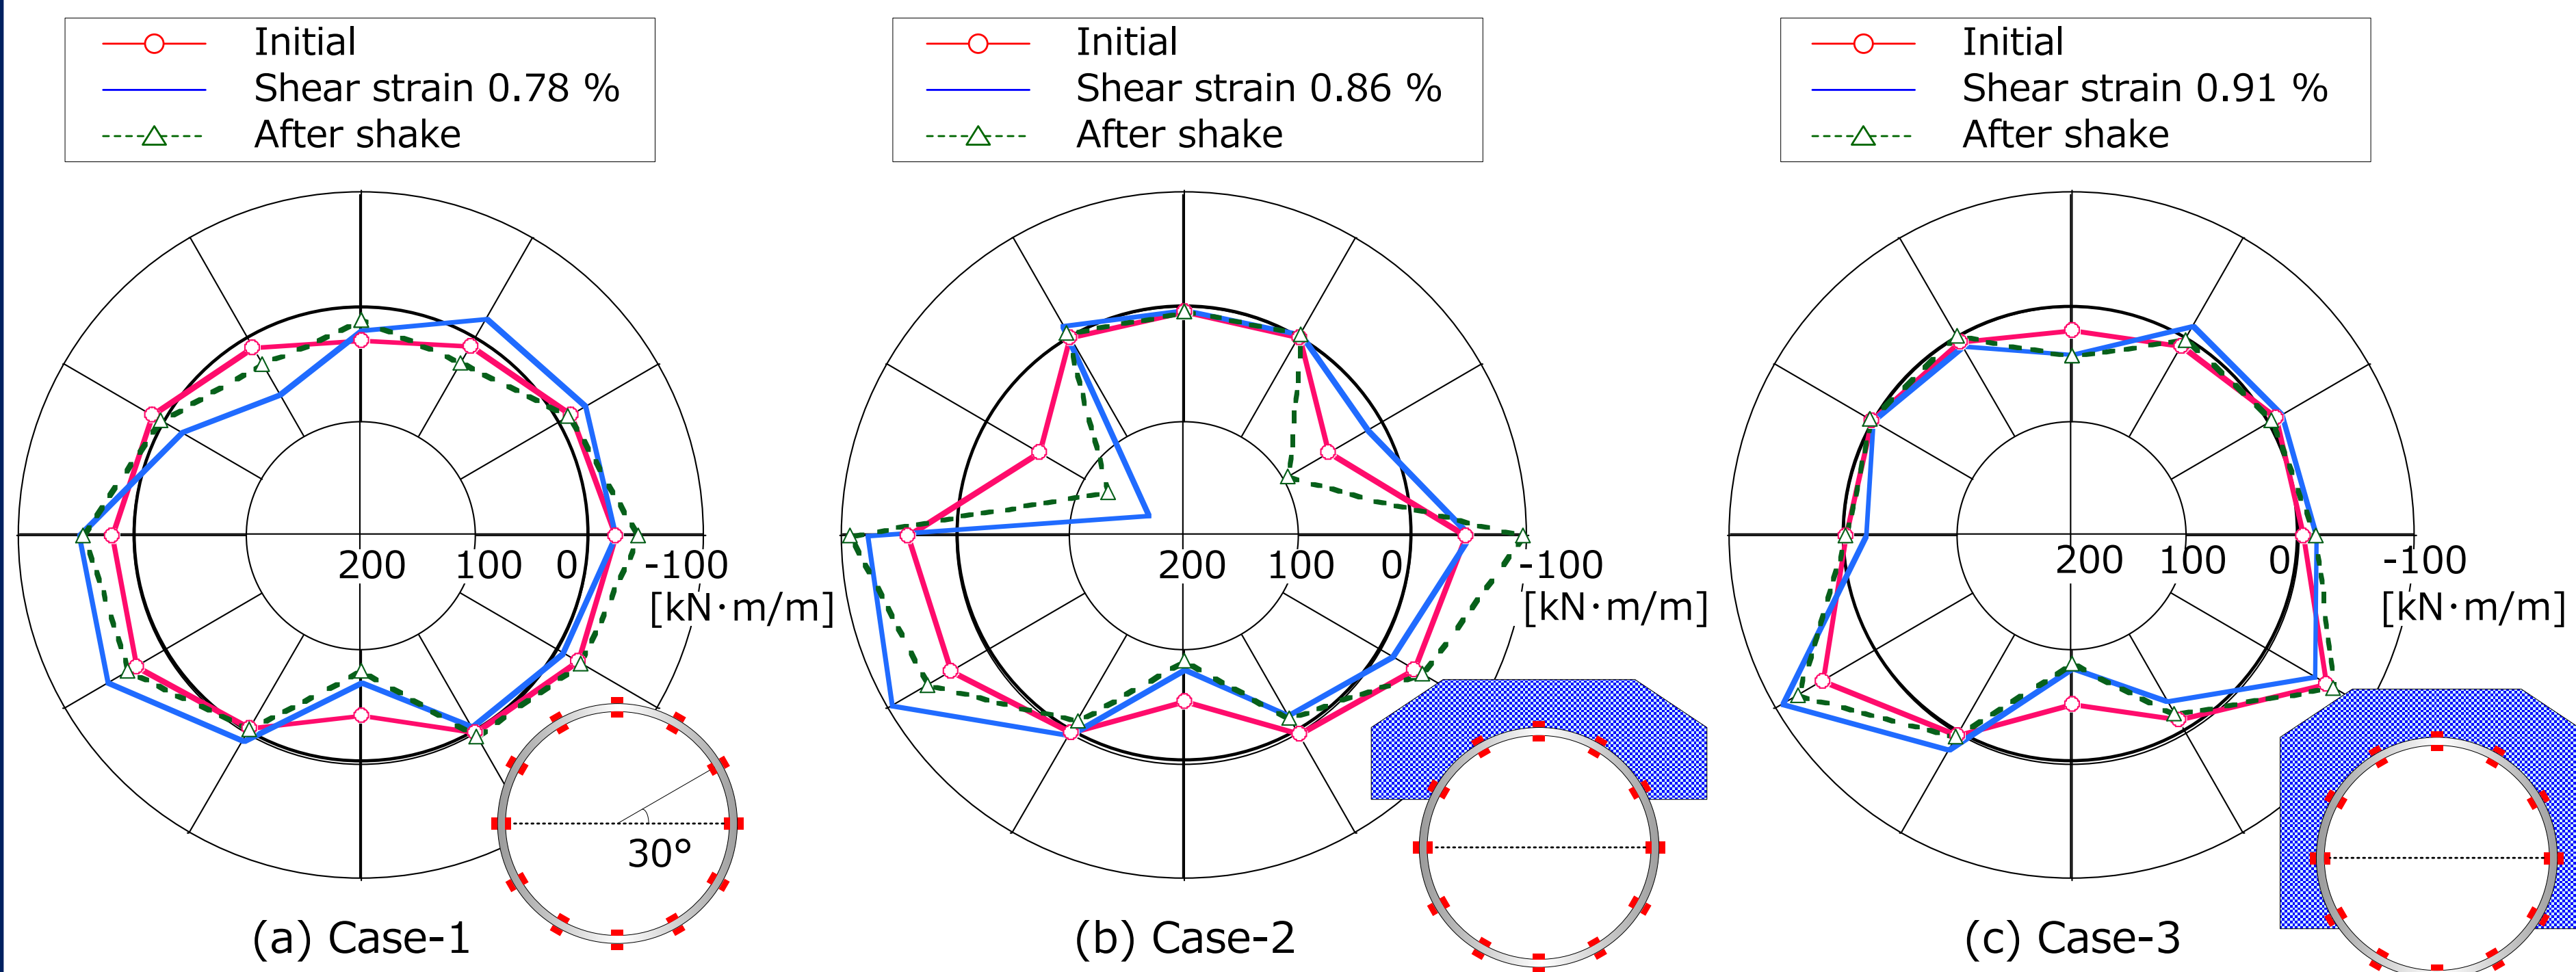 Initial
Shear strain 0.78 %
After shake
Initial
Shear strain 0.86 %
After shake
Initial
Shear strain 0.91 %
After shake
200 100 0 -100
[kN·m/m]
200 100 0 -100
[kN·m/m]
200 100 0 -100
[kN·m/m]
30°
(a) Case-1
(b) Case-2
(c) Case-3